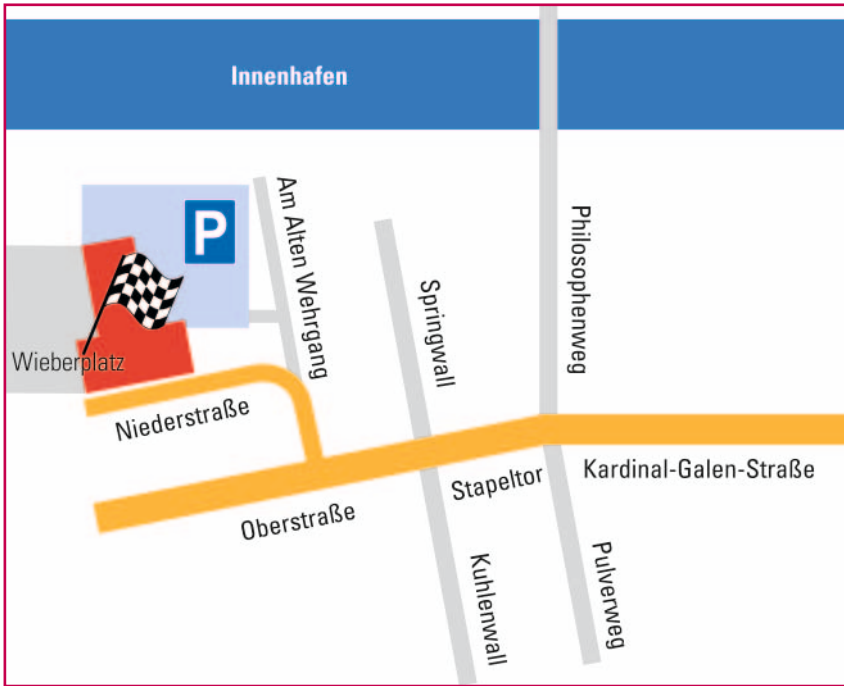 Innenhafen
P
Am Alten Wehrgang
Springwall
Philosophenweg
Wieberplatz
Niederstraße
Oberstraße
Stapeltor
Kardinal-Galen-Straße
Kuhlenwall
Pulverweg